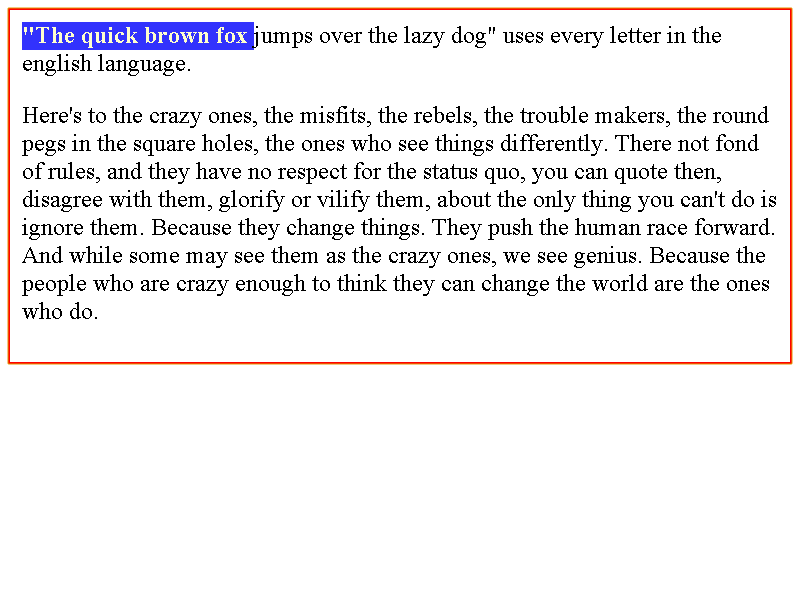 "The quick brown fox jumps over the lazy dog" uses every letter in the
english language.
Here's to the crazy ones, the misfits, the rebels, the trouble makers, the round
pegs in the square holes, the ones who see things differently. There not fond
of rules, and they have no respect for the status quo, you can quote then,
disagree with them, glorify or vilify them, about the only thing you can't do is
ignore them. Because they change things. They push the human race forward.
And while some may see them as the crazy ones, we see genius. Because the
people who are crazy enough to think they can change the world are the ones
who do.